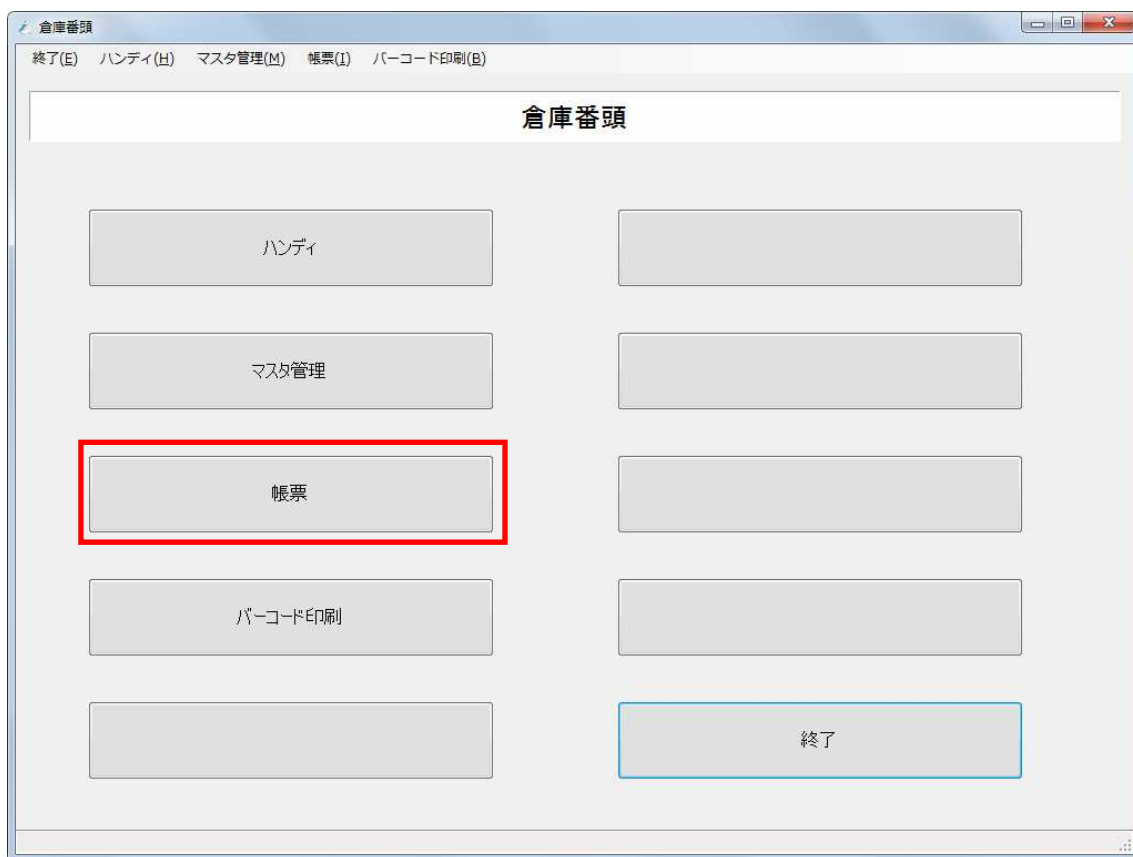 倉庫番頭
終了(E) ハンディ(H) マスタ管理(M) 帳票(I) バーコード印刷(B)
倉庫番頭
ハンディ
マスタ管理
帳票
バーコード印刷
終了